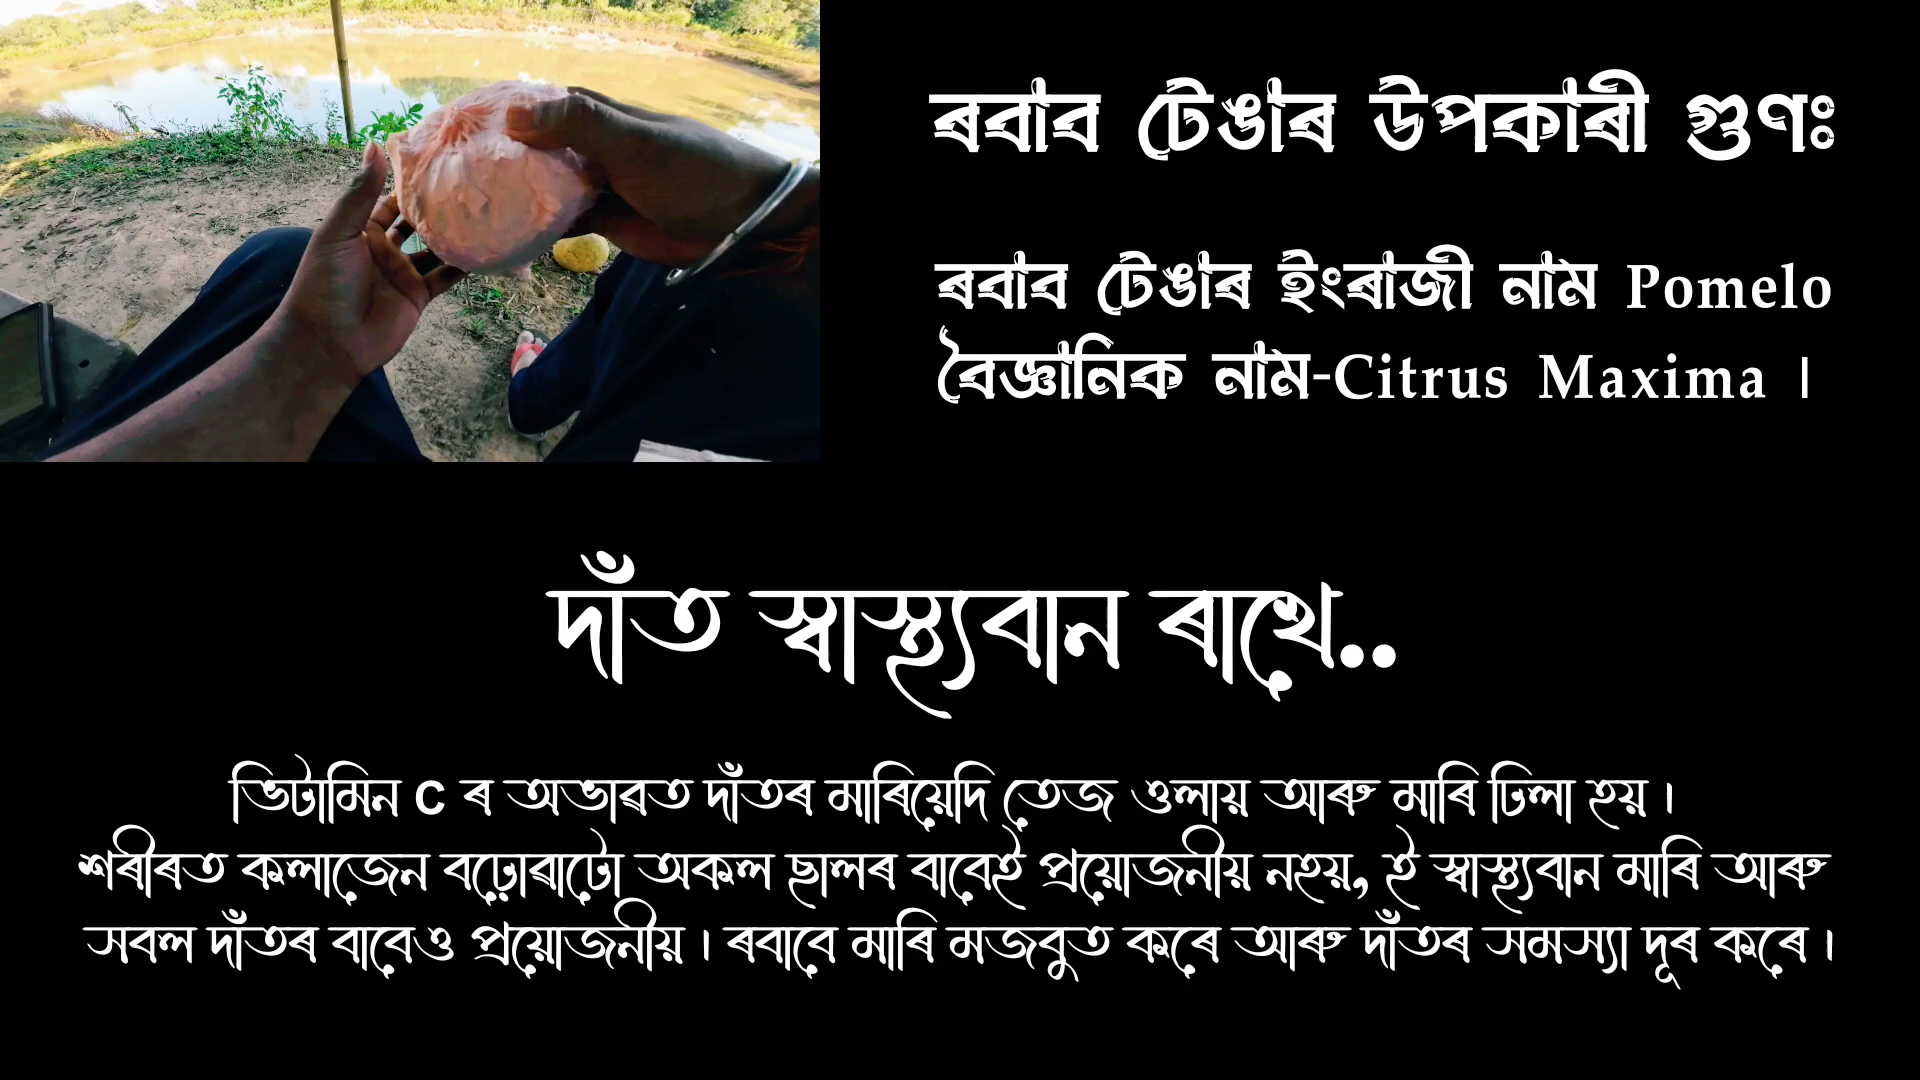 ৰবাব টেঙাৰ উপকাৰী গুণঃ
ৰবাব টেঙাৰ ইংৰাজী নাম Pomelo
বৈজ্ঞানিক নাম-Citrus Maxima ।
দাঁত স্বাস্থ্যবান ৰাখে..
ভিটামিন C ৰ অভাৱত দাঁতৰ মাৰিয়েদি তেজ ওলায় আৰু মাৰি ঢিলা হয়।
শৰীৰত কলাজেন বঢ়োৱাটো অকল ছালৰ বাবেই প্ৰয়োজনীয় নহয়, ই স্বাস্থ্যবান মাৰি আৰু
সবল দাঁতৰ বাবেও প্ৰয়োজনীয়। ৰবাবে মাৰি মজবুত কৰে আৰু দাঁতৰ সমস্যা দূৰ কৰে।